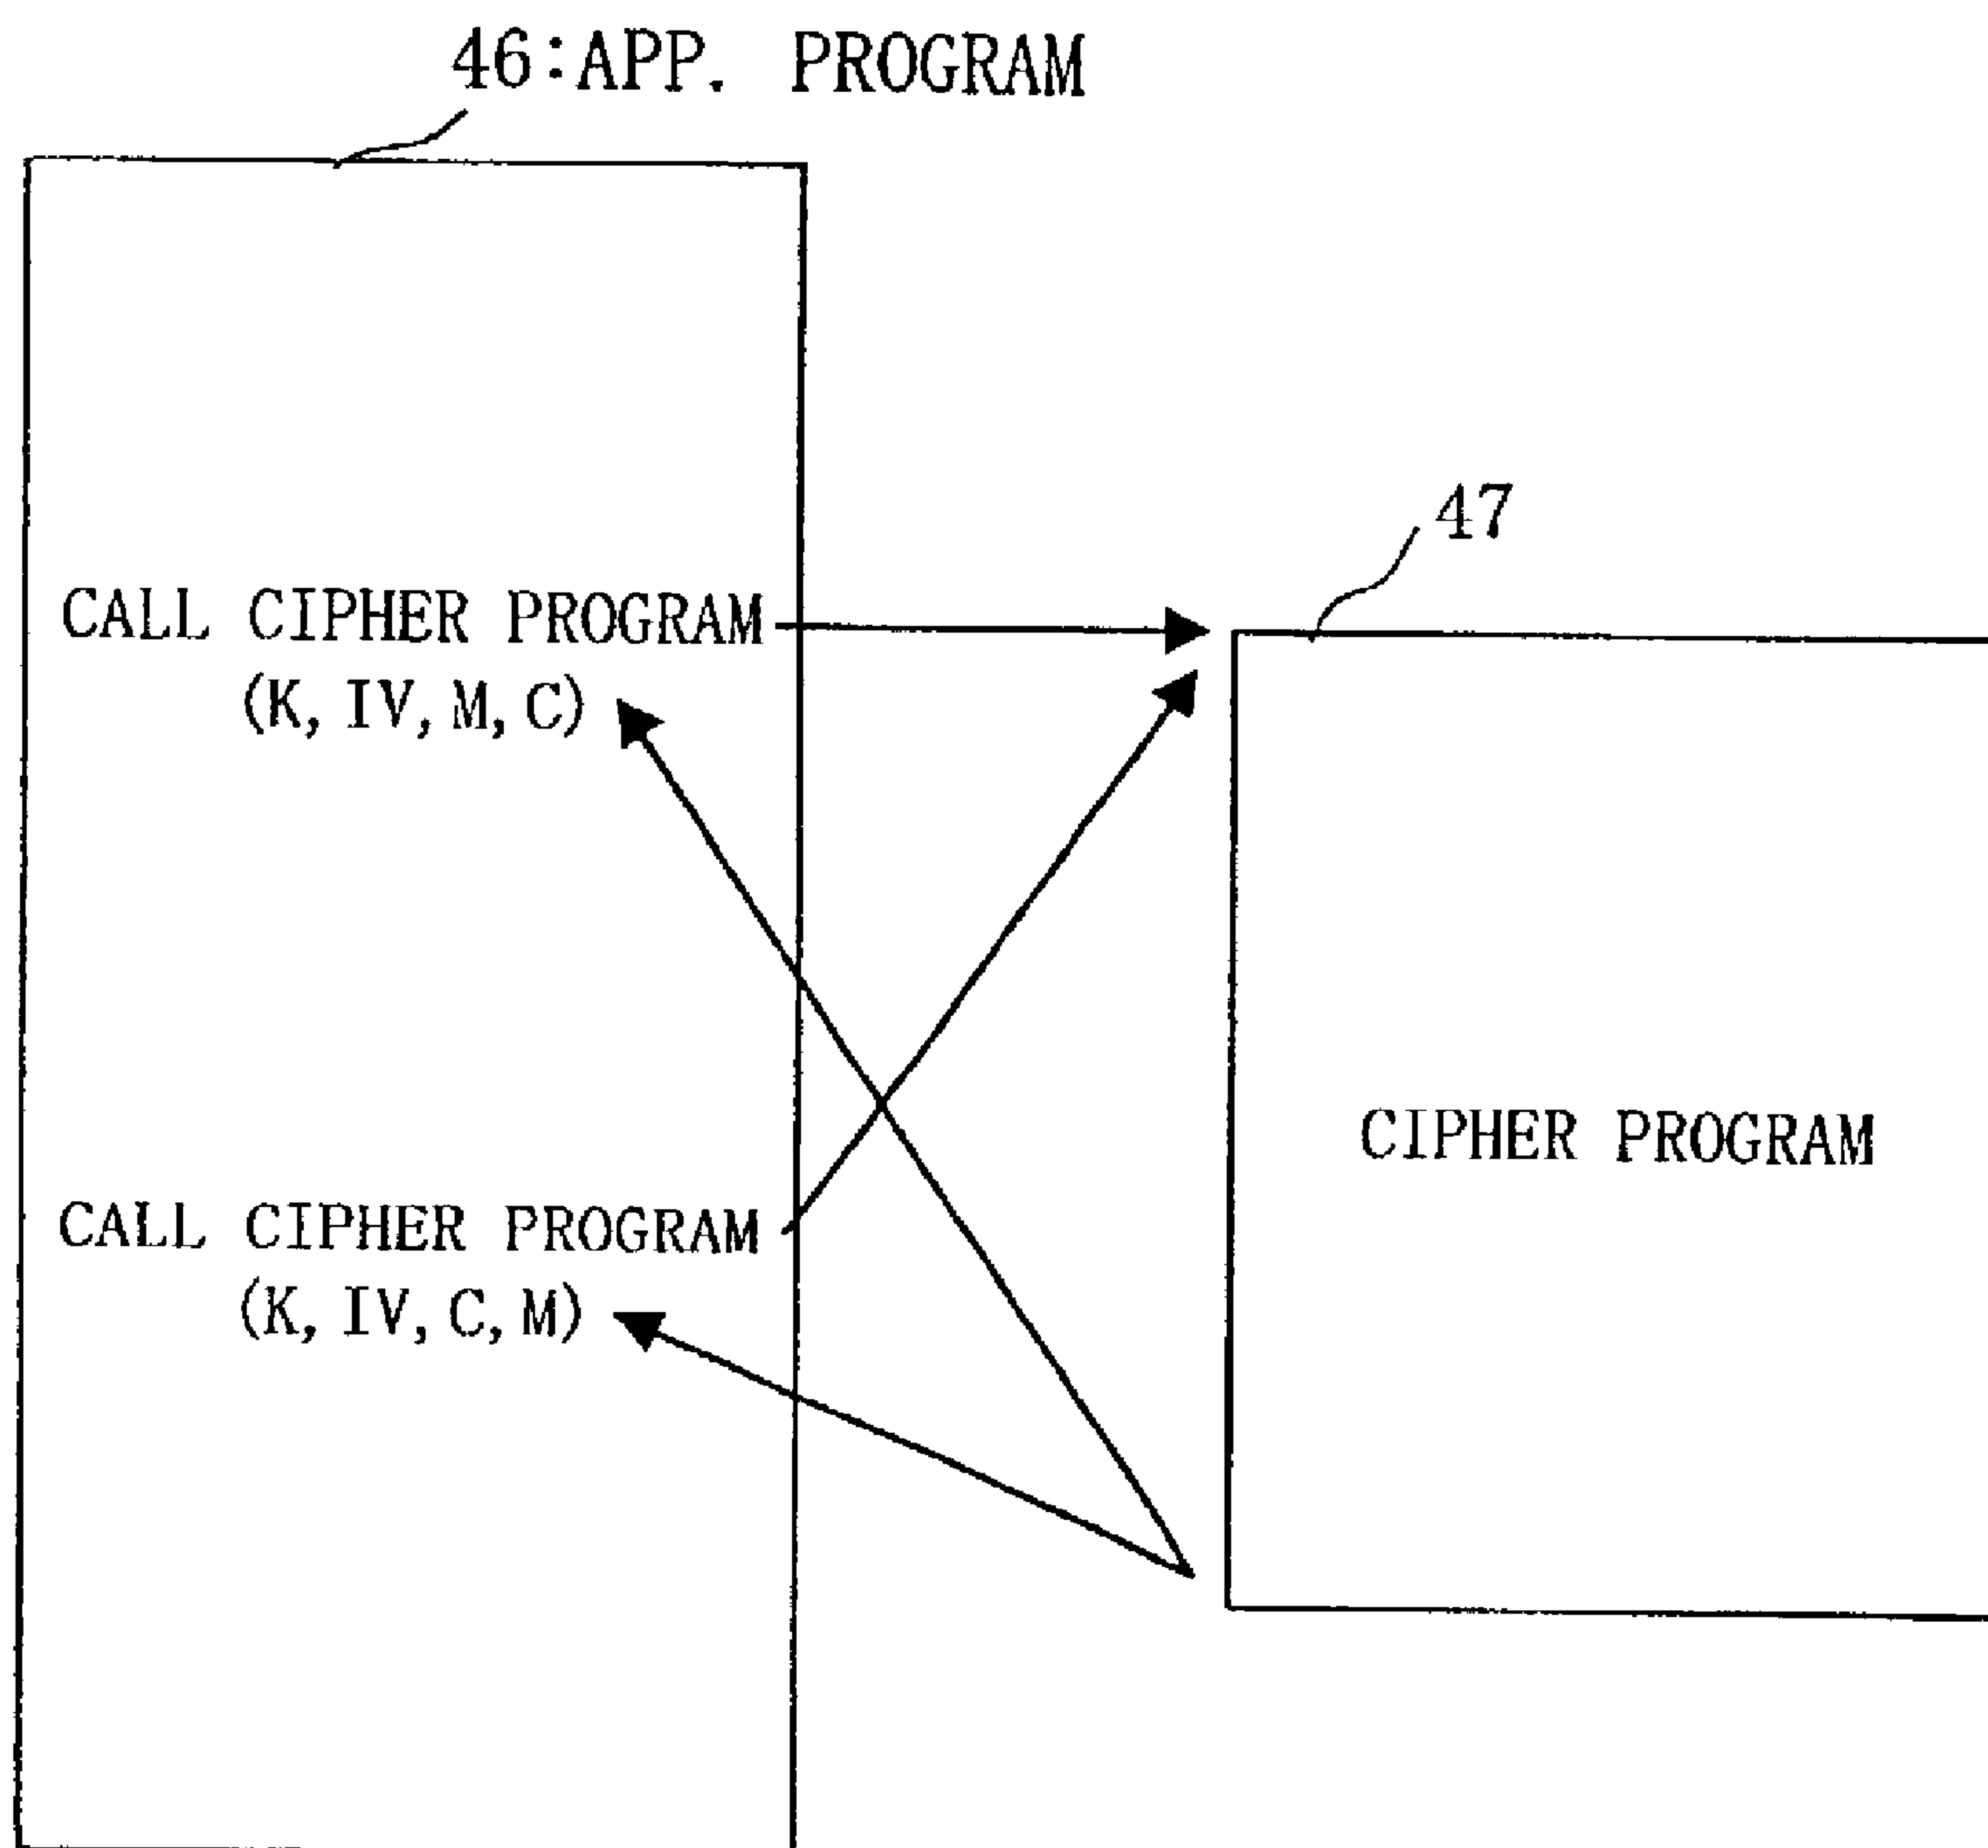 46:APP. PROGRAM
47
CALL CIPHER PROGRAM
(K, IV, M, C)
CIPHER PROGRAM
CALL CIPHER PROGRAM
(K, IV, C, M)